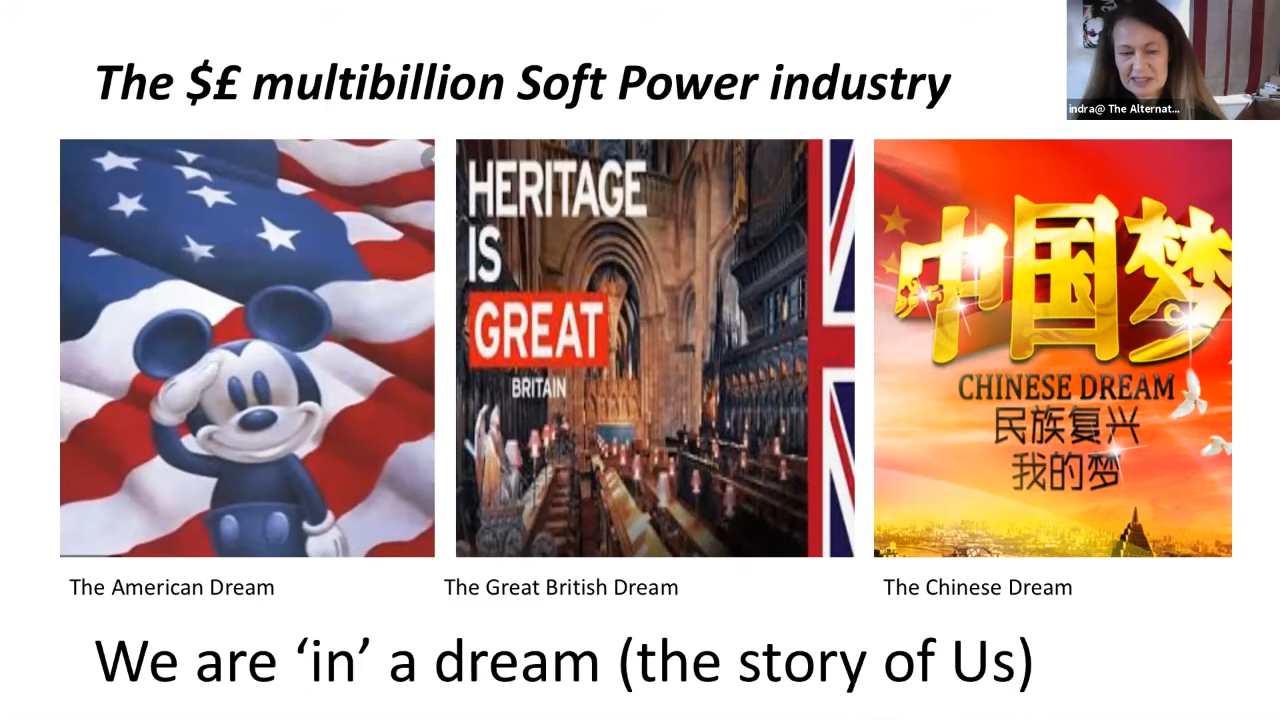 The $£ multibillion Soft Power industry
indra@ The Alternat...
HERITAGE
IS
GREAT
BRITAIN
中国梦
CHINESE DREAM
民族复兴
我的梦
The American Dream
The Great British Dream
The Chinese Dream
We are ‘in’ a dream (the story of Us)